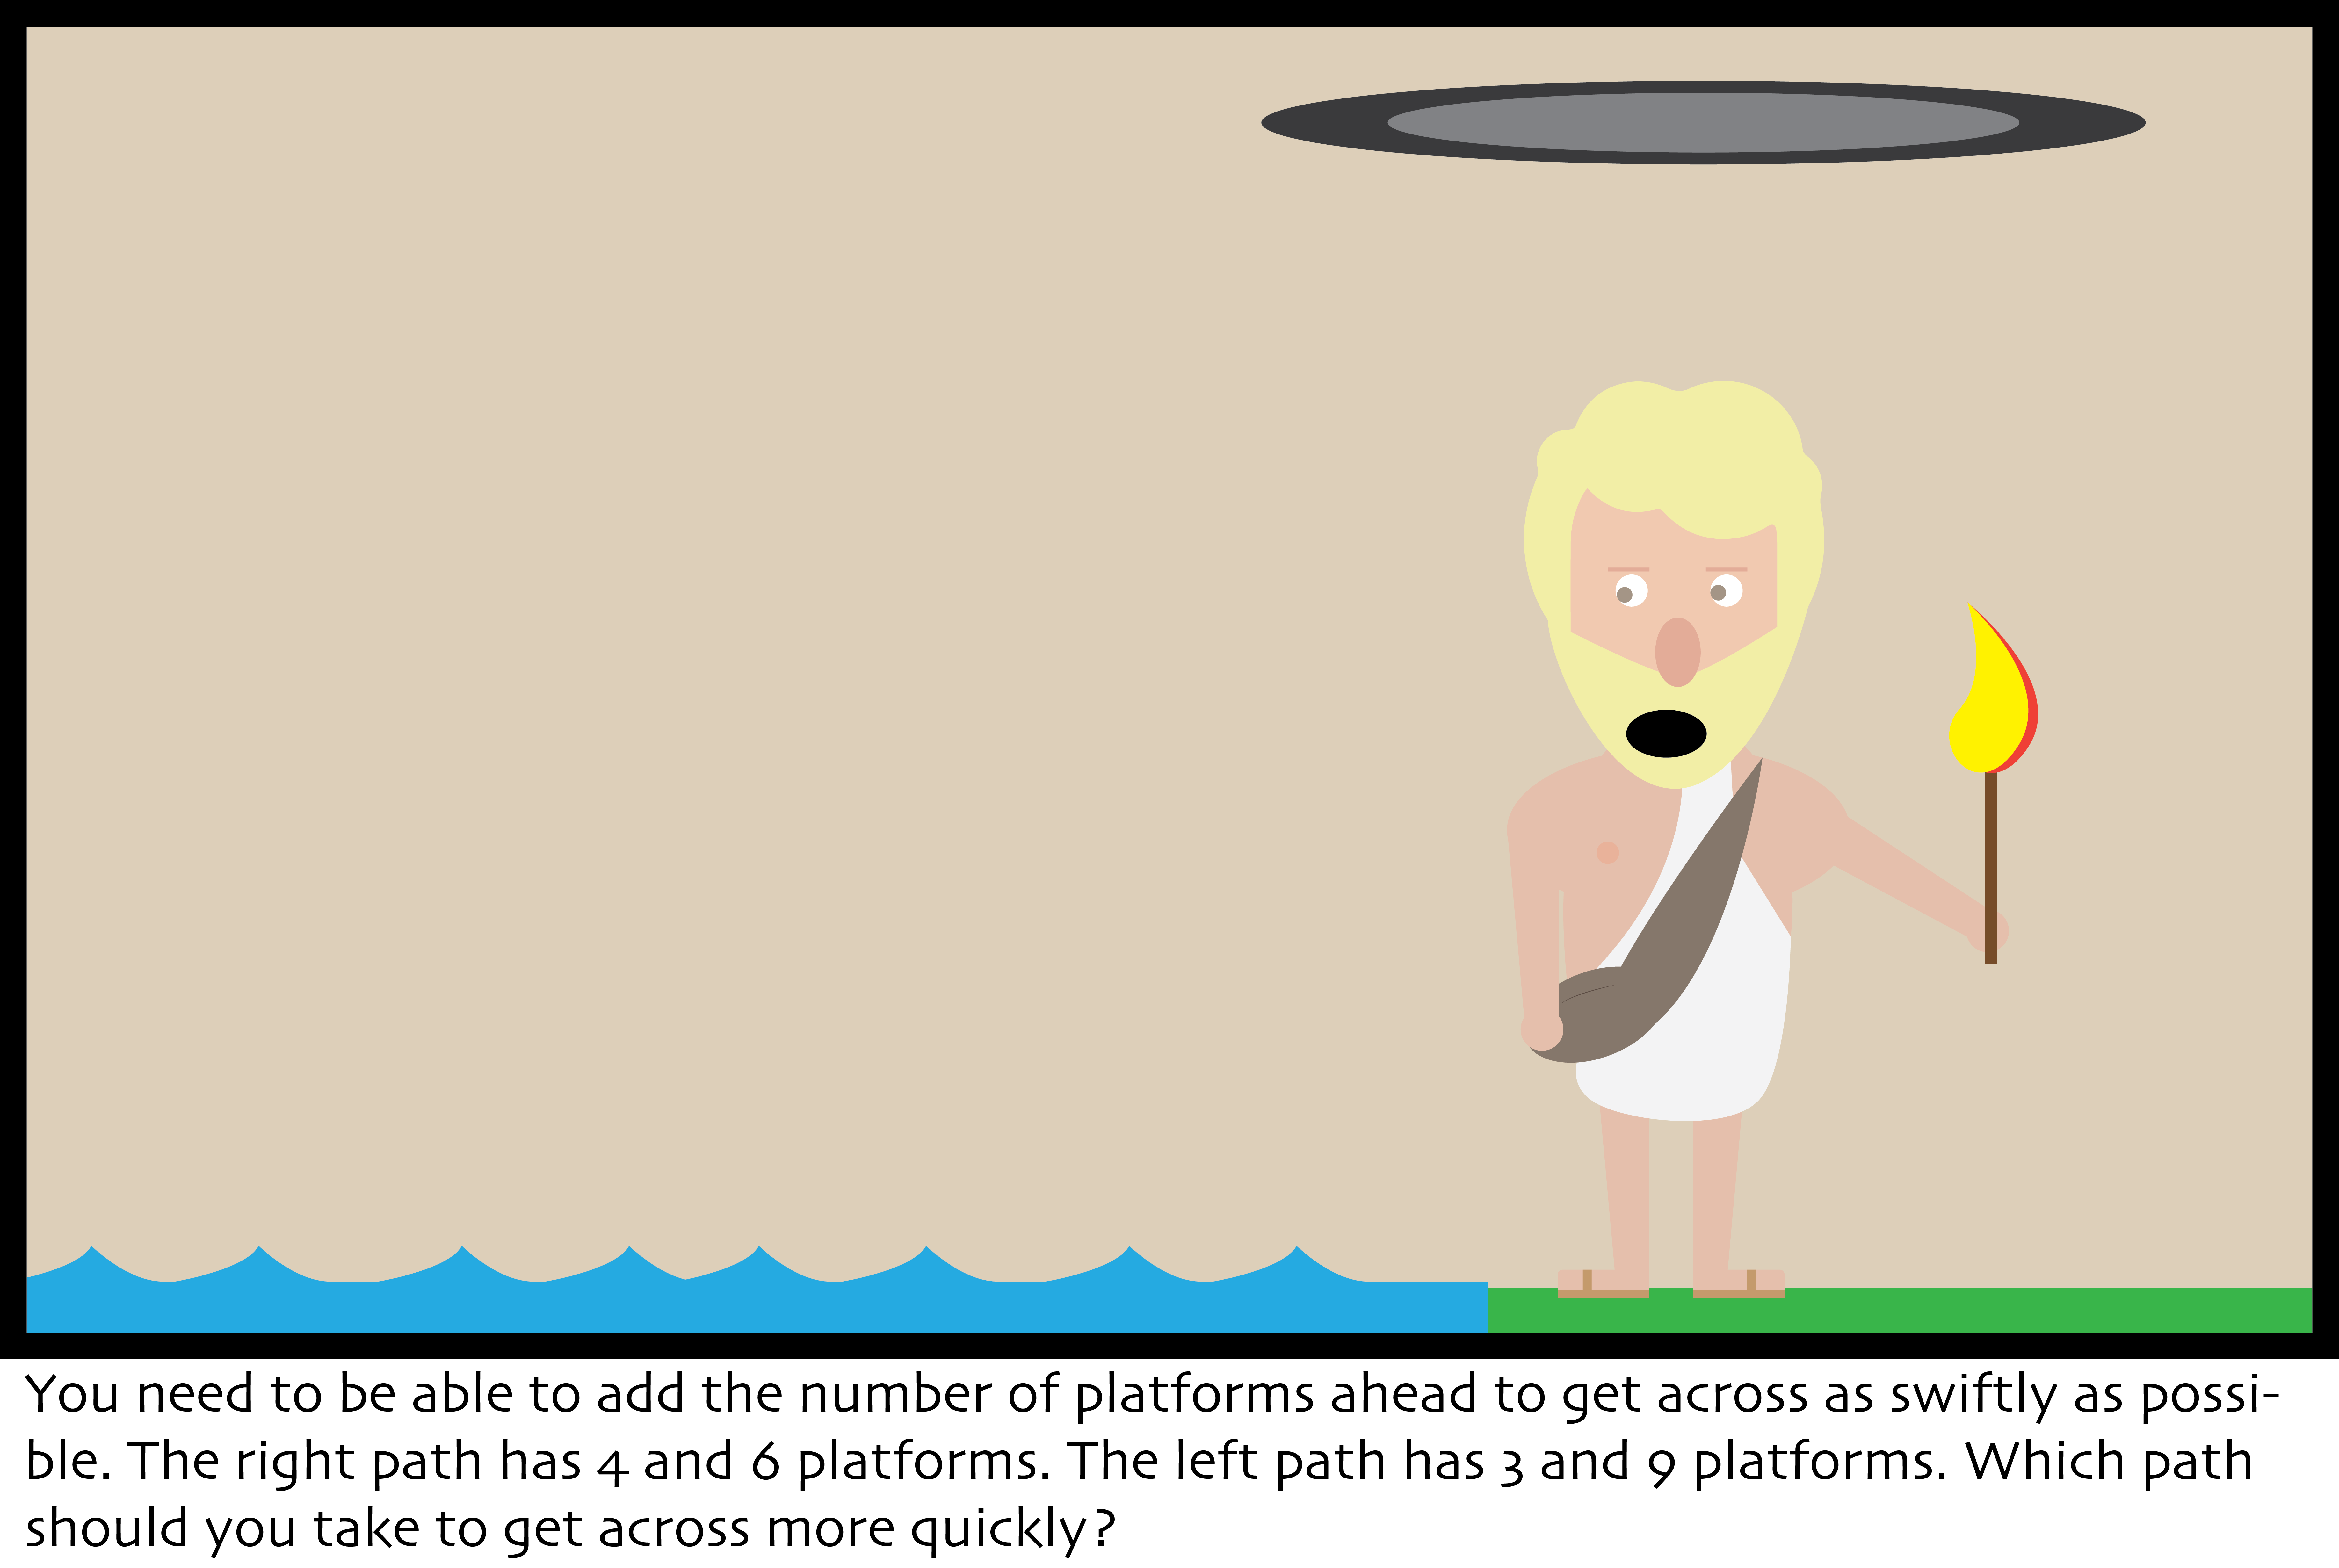 You need to be able to add the number of platforms ahead to get across as swiftly as possi-
ble. The right path has 4 and 6 platforms. The left path has 3 and 9 platforms. Which path
should you take to get across more quickly?